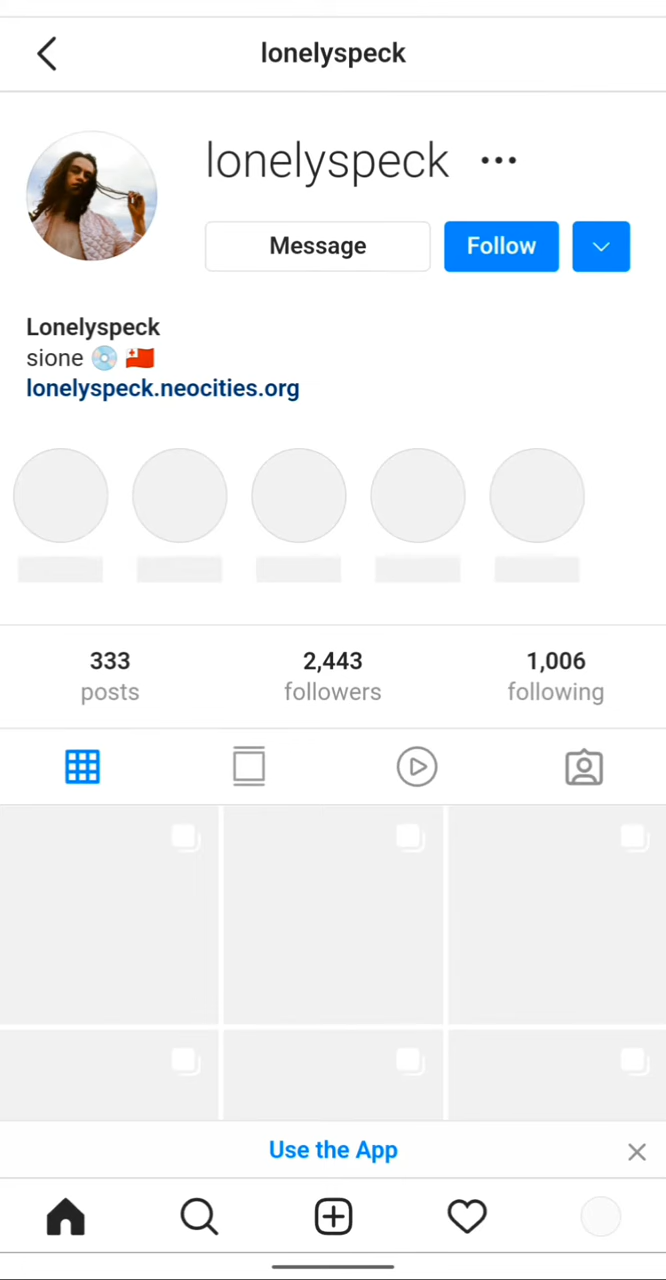 lonelyspeck
lonelyspeck
Message Follow
Lonelyspeck
sione 💿 🇹🇴
lonelyspeck.neocities.org
333 2,443 1,006
posts followers following
Use the App